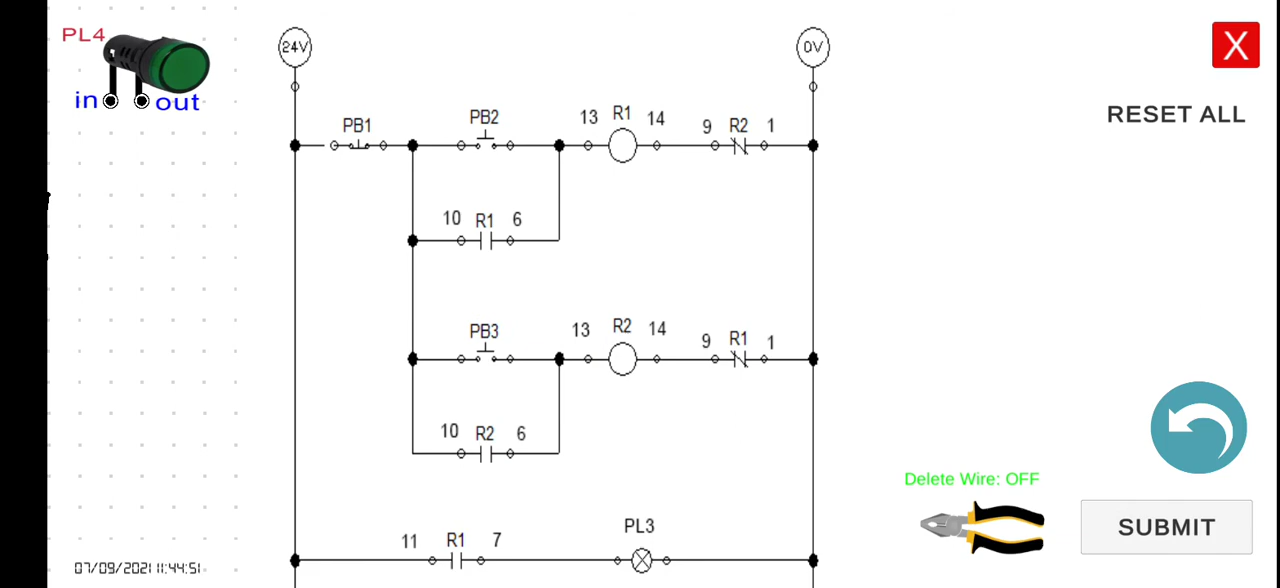 PL4
in
out
24V
0V
X
RESET ALL
PB1
PB2
13 R1 14
9 R2 1
10 R1 6
PB3
13 R2 14
9 R1 1
10 R2 6
Delete Wire: OFF
SUBMIT
11 R1 7
PL3
07/09/2021 11:44:51